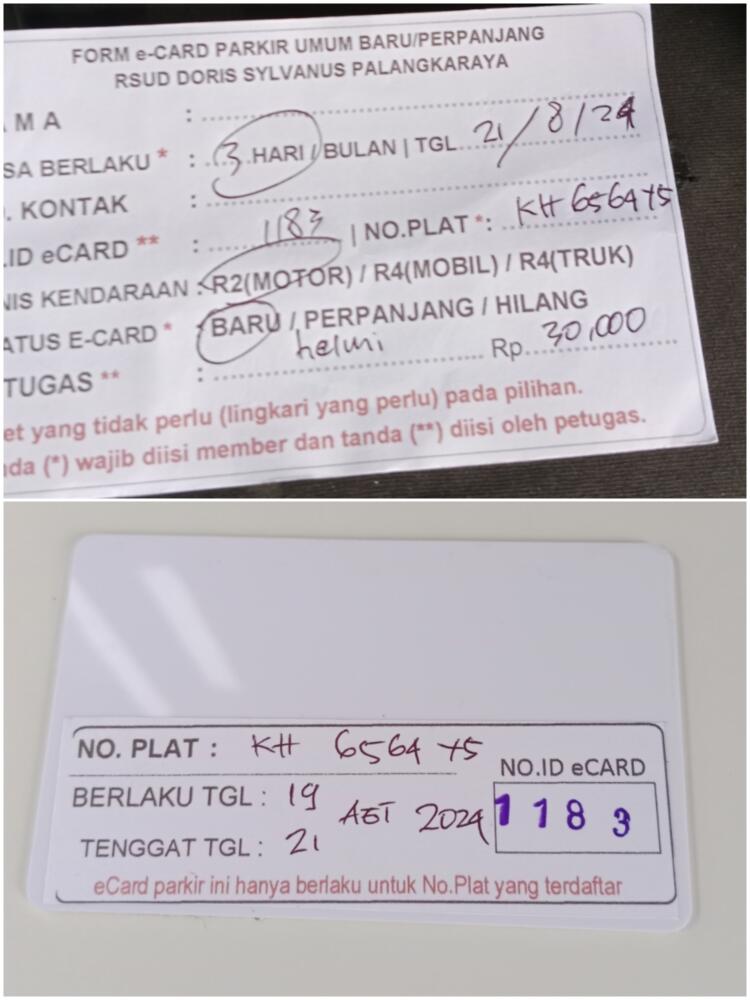 FORM e-CARD PARKIR UMUM BARU/PERPANJANG
RSUD DORIS SYLVANUS PALANGKARAYA
AMA :
SA BERLAKU * : 3 HARI / BULAN | TGL 21/8/24
. KONTAK :
.ID eCARD ** : 1183 | NO.PLAT *: KH 6564 YS
NIS KENDARAAN : R2(MOTOR) / R4(MOBIL) / R4(TRUK)
ATUS E-CARD * : BARU / PERPANJANG / HILANG
TUGAS ** : helmi Rp. 30,000
et yang tidak perlu (lingkari yang perlu) pada pilihan.
da (*) wajib diisi member dan tanda (**) diisi oleh petugas.
NO. PLAT : KH 6564 YS
NO.ID eCARD
BERLAKU TGL : 19
AGT 2024
1183
TENGGAT TGL : 21
eCard parkir ini hanya berlaku untuk No.Plat yang terdaftar